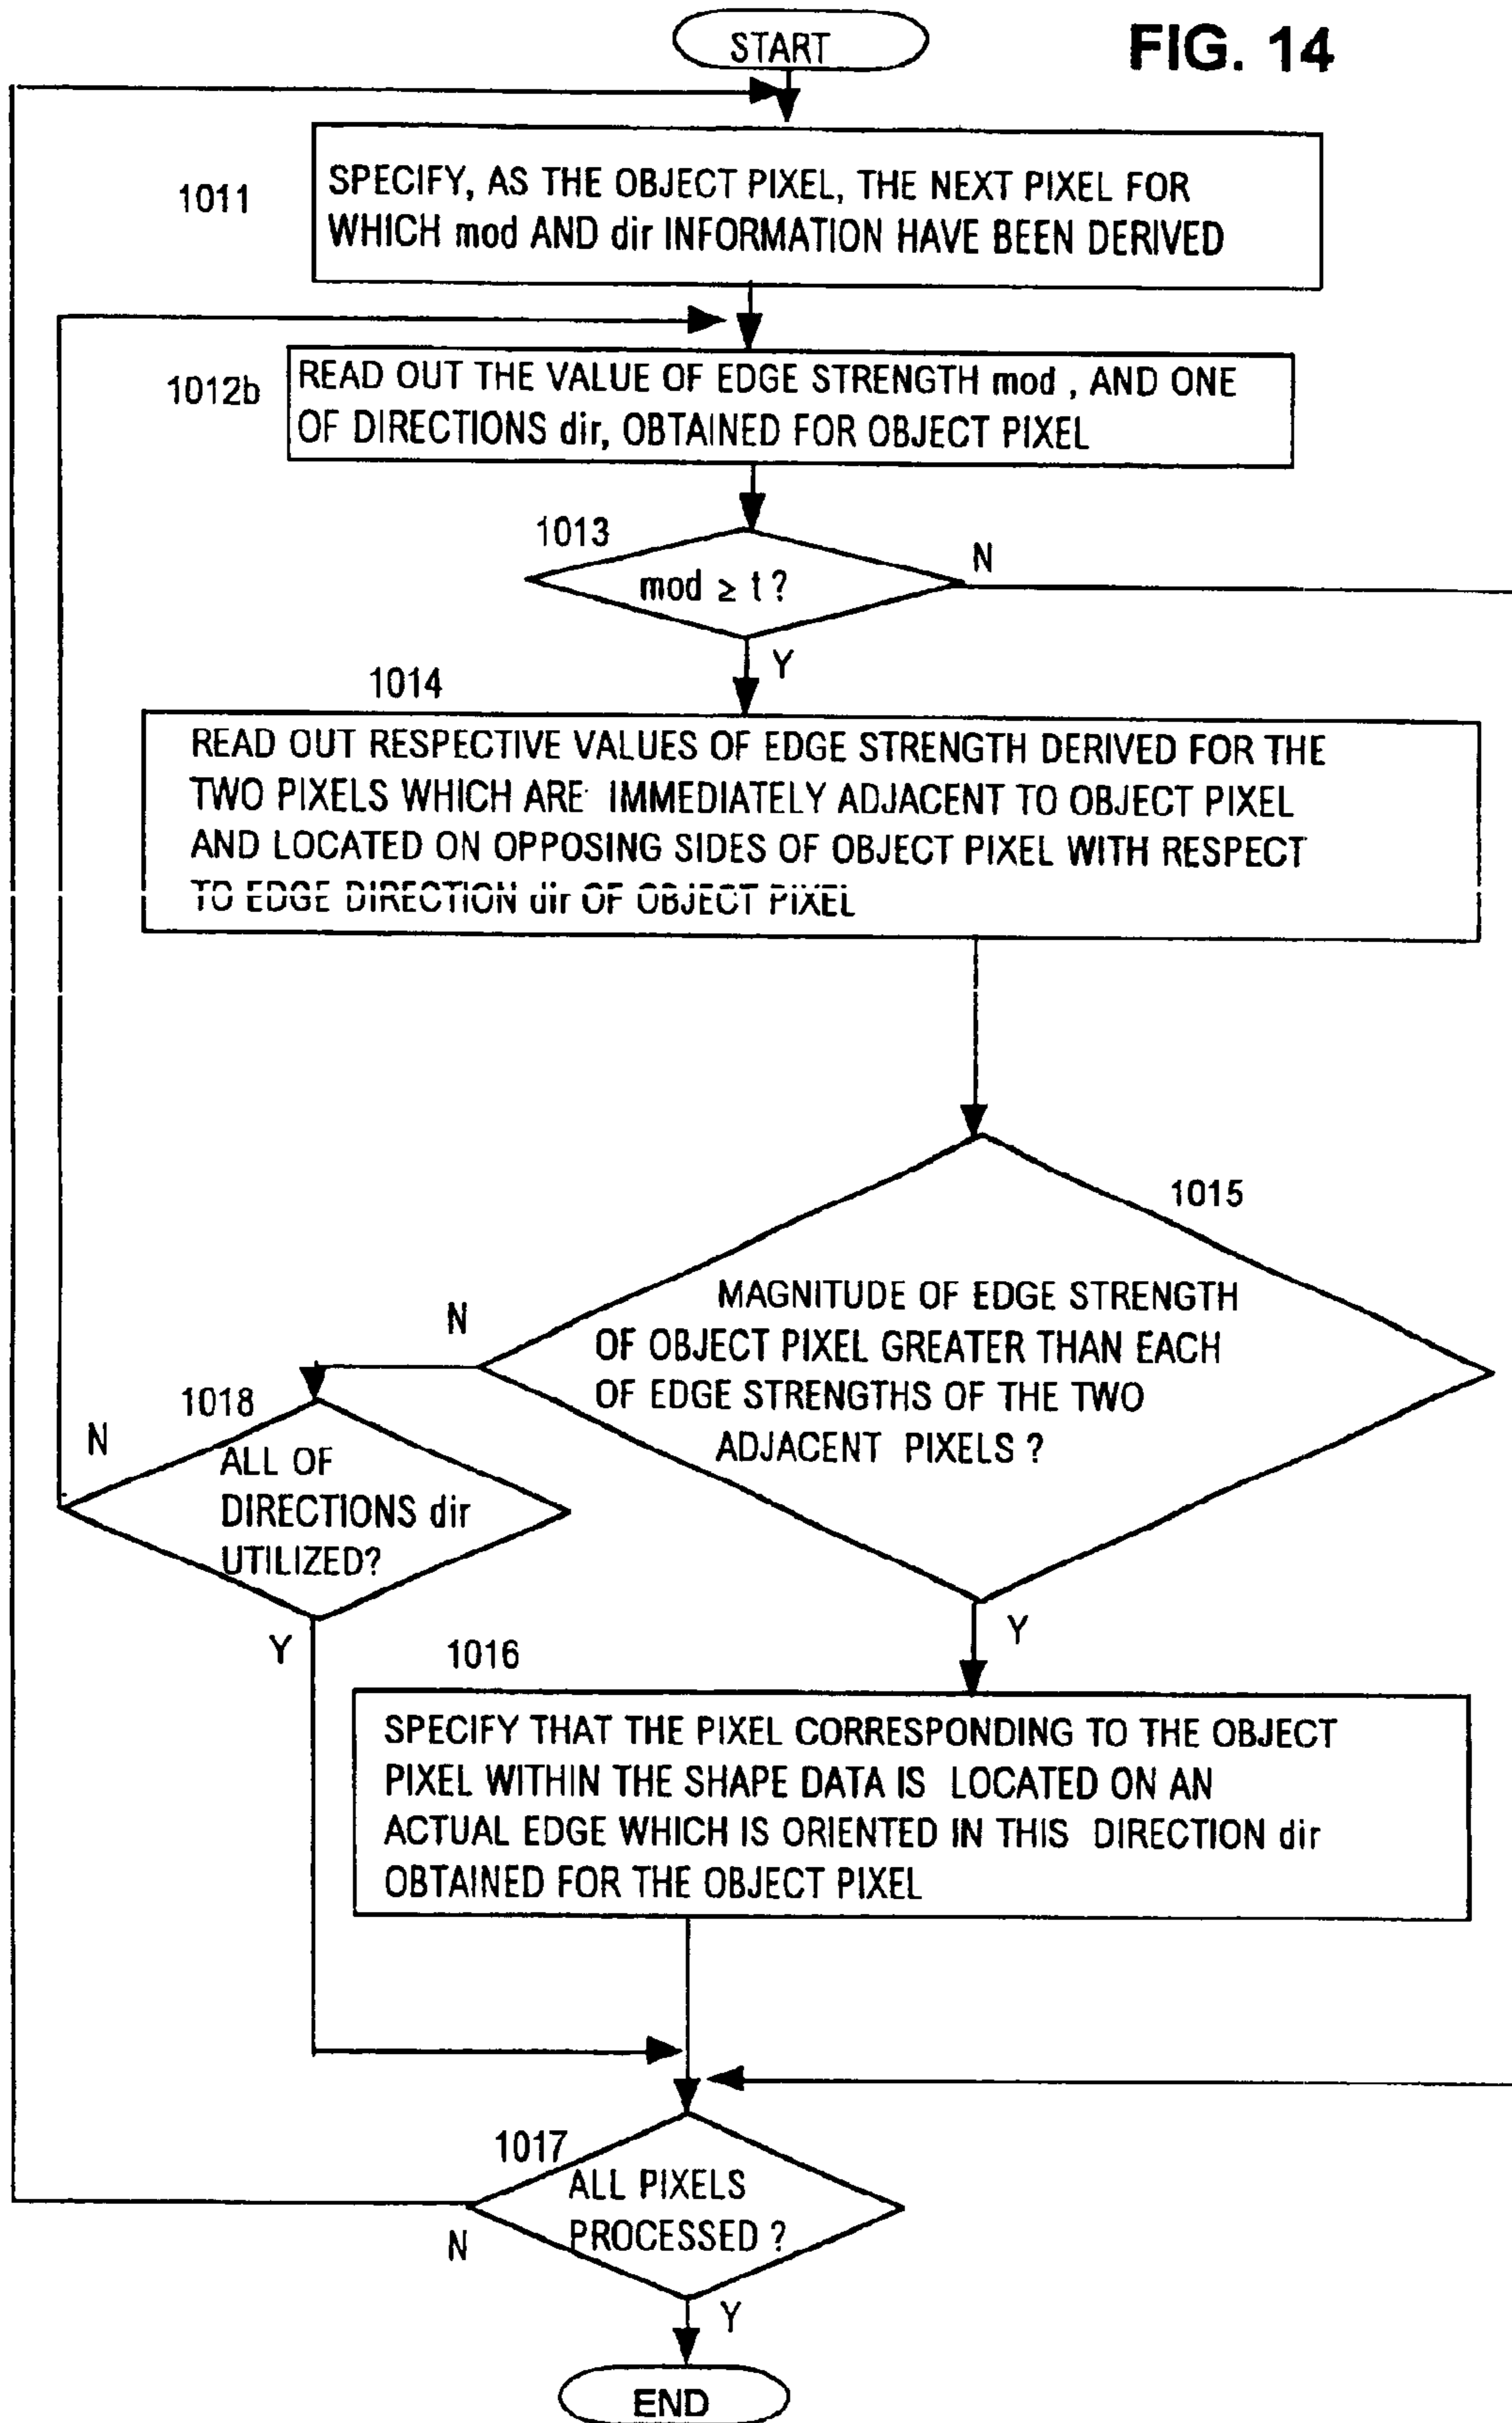 START
FIG. 14
1011
SPECIFY, AS THE OBJECT PIXEL, THE NEXT PIXEL FOR
WHICH mod AND dir INFORMATION HAVE BEEN DERIVED
1012b
READ OUT THE VALUE OF EDGE STRENGTH mod , AND ONE
OF DIRECTIONS dir, OBTAINED FOR OBJECT PIXEL
1013
mod ≥ t ?
N
Y
1014
READ OUT RESPECTIVE VALUES OF EDGE STRENGTH DERIVED FOR THE
TWO PIXELS WHICH ARE IMMEDIATELY ADJACENT TO OBJECT PIXEL
AND LOCATED ON OPPOSING SIDES OF OBJECT PIXEL WITH RESPECT
TO EDGE DIRECTION dir OF OBJECT PIXEL
1015
MAGNITUDE OF EDGE STRENGTH
OF OBJECT PIXEL GREATER THAN EACH
OF EDGE STRENGTHS OF THE TWO
ADJACENT PIXELS ?
N
1018
N
ALL OF
DIRECTIONS dir
UTILIZED?
Y
Y
1016
SPECIFY THAT THE PIXEL CORRESPONDING TO THE OBJECT
PIXEL WITHIN THE SHAPE DATA IS LOCATED ON AN
ACTUAL EDGE WHICH IS ORIENTED IN THIS DIRECTION dir
OBTAINED FOR THE OBJECT PIXEL
1017
ALL PIXELS
PROCESSED ?
N
Y
END